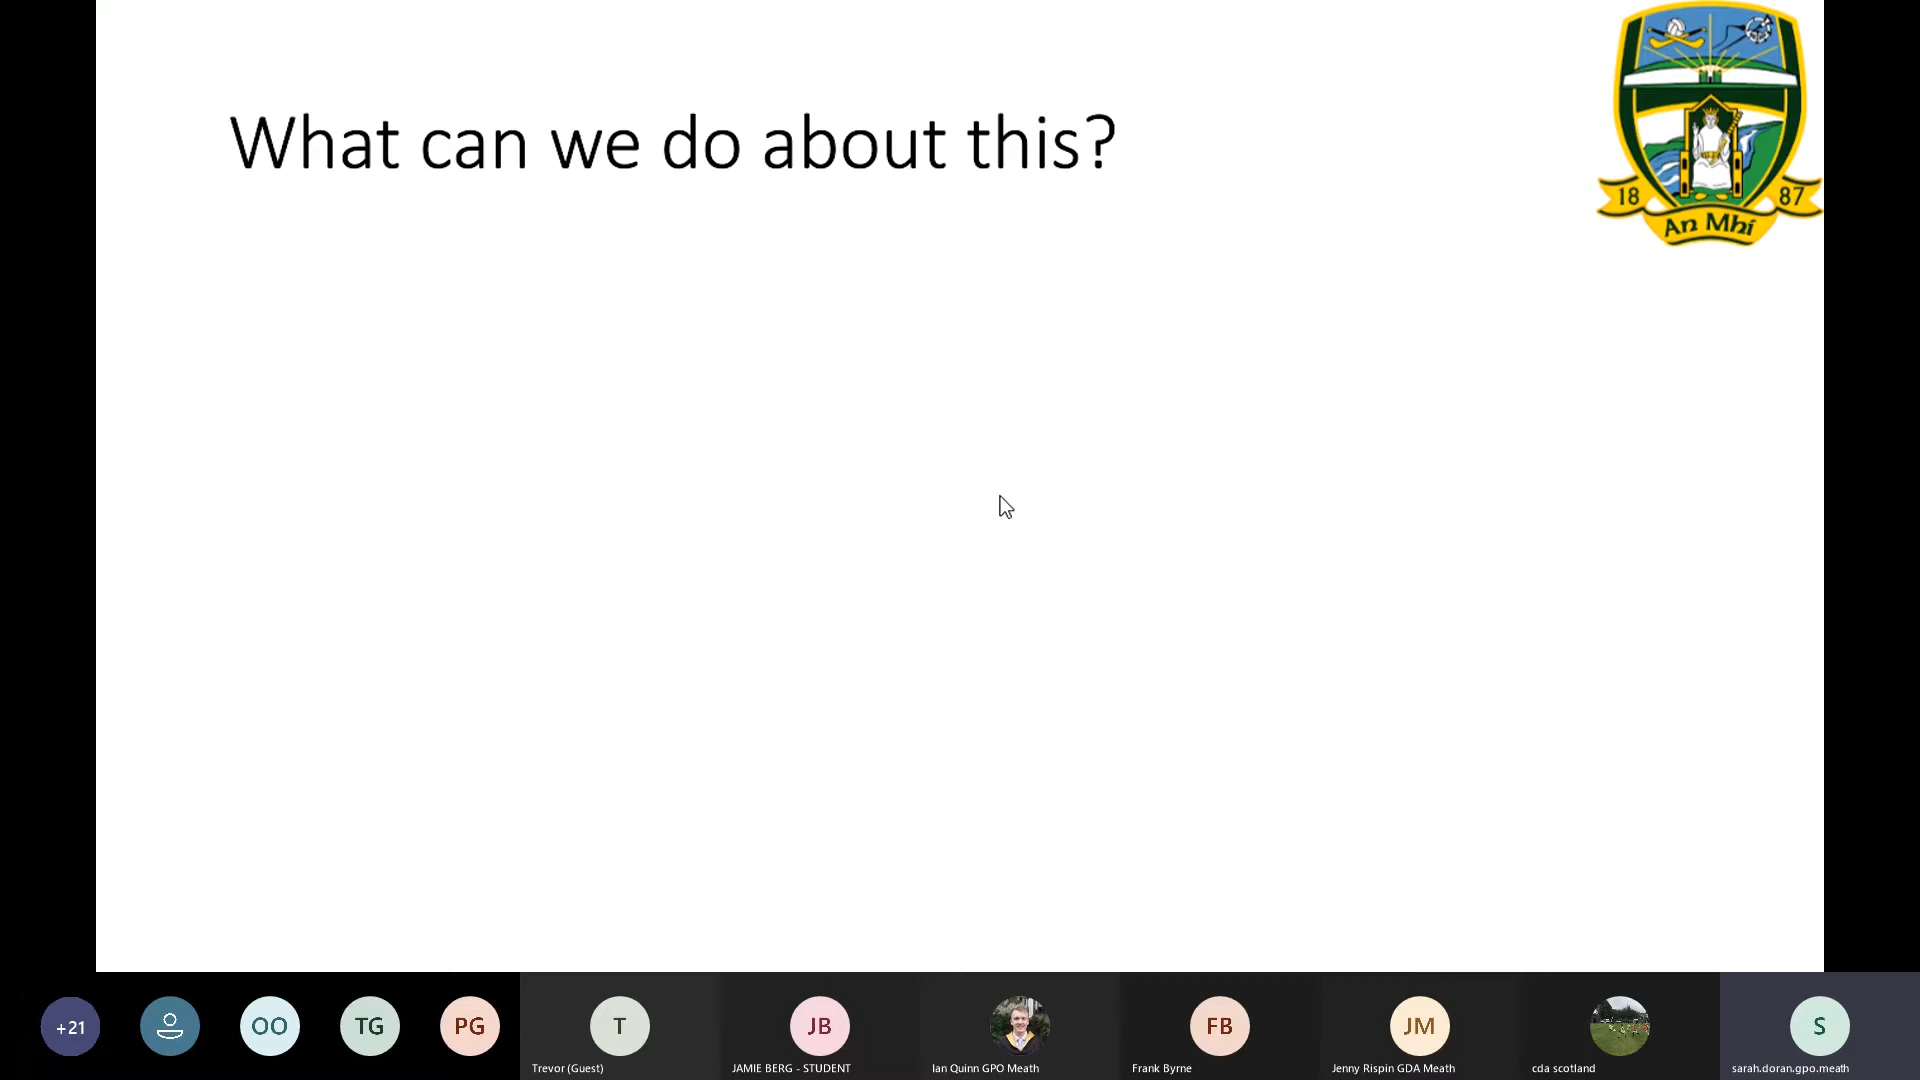 What can we do about this?
18 87
An Mhí
+21
OO
TG
PG
T
JB
FB
JM
S
Trevor (Guest)
JAMIE BERG - STUDENT
Ian Quinn GPO Meath
Frank Byrne
Jenny Rispin GDA Meath
cda scotland
sarah.doran.gpo.meath